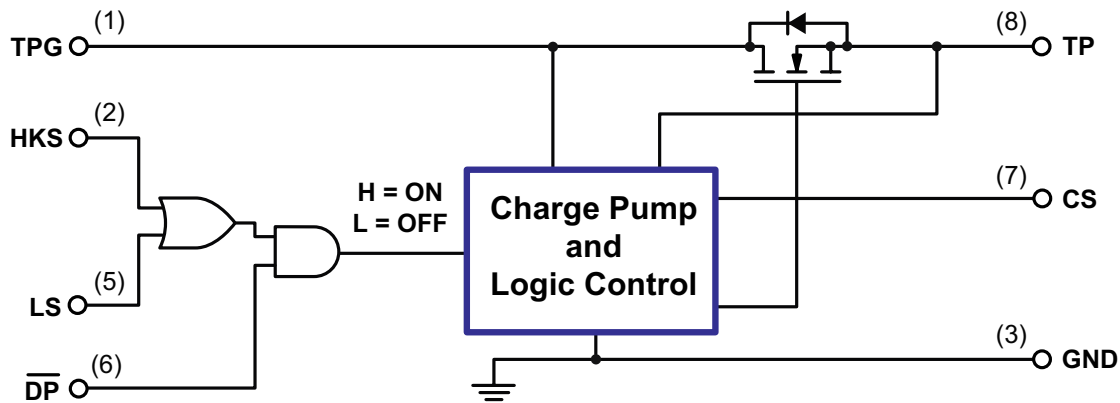 (1)
TPG
(8)
TP
(2)
HKS
H = ON
L = OFF
Charge Pump
and
Logic Control
(7)
CS
(5)
LS
(6)
D̅P̅
(3)
GND